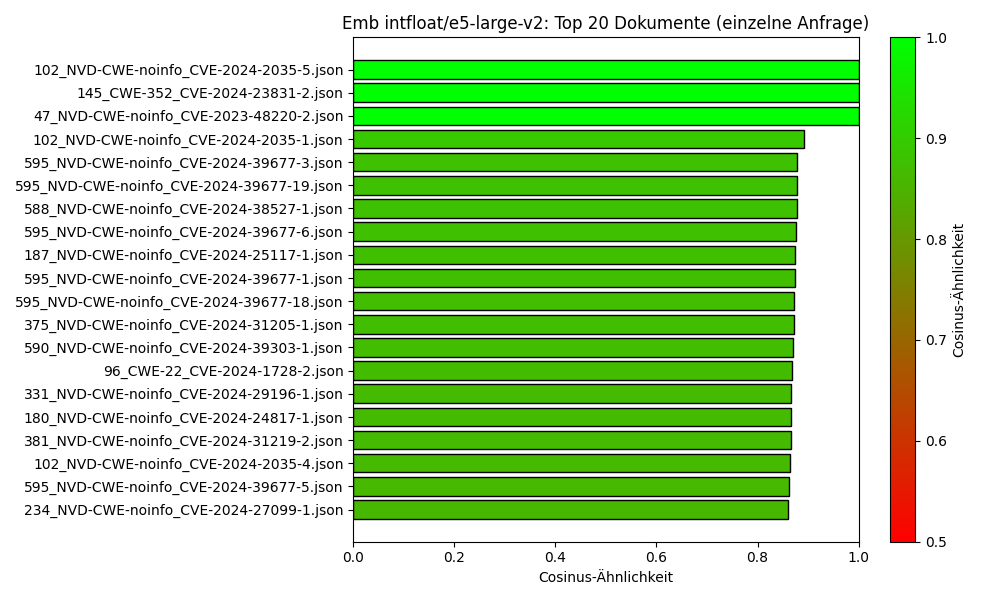 Emb intfloat/e5-large-v2: Top 20 Dokumente (einzelne Anfrage)
102_NVD-CWE-noinfo_CVE-2024-2035-5.json
145_CWE-352_CVE-2024-23831-2.json
47_NVD-CWE-noinfo_CVE-2023-48220-2.json
102_NVD-CWE-noinfo_CVE-2024-2035-1.json
595_NVD-CWE-noinfo_CVE-2024-39677-3.json
595_NVD-CWE-noinfo_CVE-2024-39677-19.json
588_NVD-CWE-noinfo_CVE-2024-38527-1.json
595_NVD-CWE-noinfo_CVE-2024-39677-6.json
187_NVD-CWE-noinfo_CVE-2024-25117-1.json
595_NVD-CWE-noinfo_CVE-2024-39677-1.json
595_NVD-CWE-noinfo_CVE-2024-39677-18.json
375_NVD-CWE-noinfo_CVE-2024-31205-1.json
590_NVD-CWE-noinfo_CVE-2024-39303-1.json
96_CWE-22_CVE-2024-1728-2.json
331_NVD-CWE-noinfo_CVE-2024-29196-1.json
180_NVD-CWE-noinfo_CVE-2024-24817-1.json
381_NVD-CWE-noinfo_CVE-2024-31219-2.json
102_NVD-CWE-noinfo_CVE-2024-2035-4.json
595_NVD-CWE-noinfo_CVE-2024-39677-5.json
234_NVD-CWE-noinfo_CVE-2024-27099-1.json
0.0 0.2 0.4 0.6 0.8 1.0
Cosinus-Ähnlichkeit
1.0
0.9
0.8
0.7
0.6
0.5
Cosinus-Ähnlichkeit